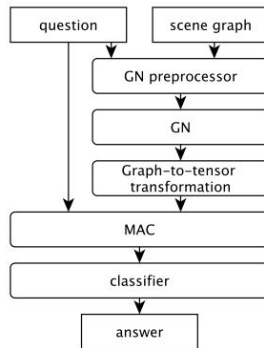 question
scene graph
GN preprocessor
GN
Graph-to-tensor
transformation
MAC
classifier
answer